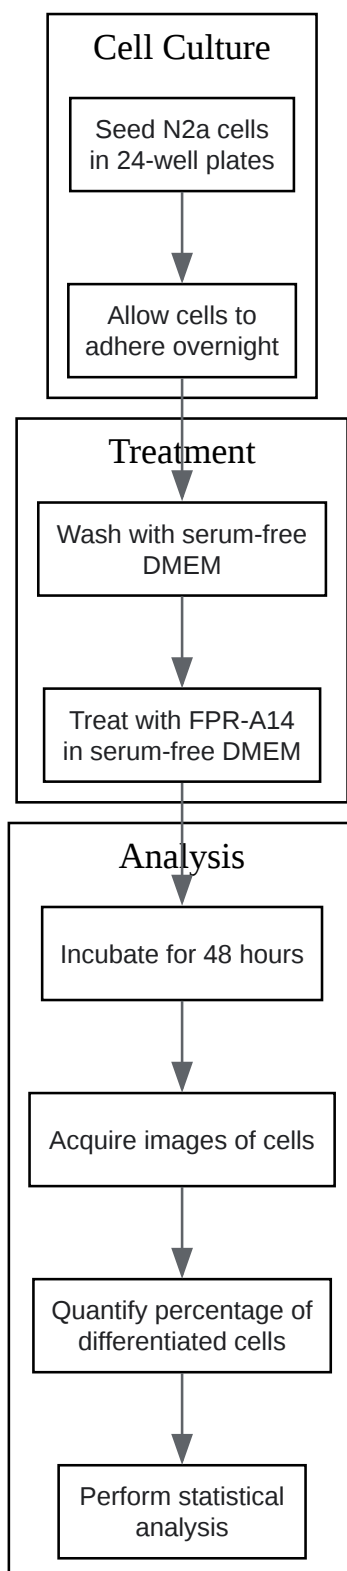 Cell Culture
Seed N2a cells
in 24-well plates
Allow cells to
adhere overnight
Treatment
Wash with serum-free
DMEM
Treat with FPR-A14
in serum-free DMEM
Analysis
Incubate for 48 hours
Acquire images of cells
Quantify percentage of
differentiated cells
Perform statistical
analysis